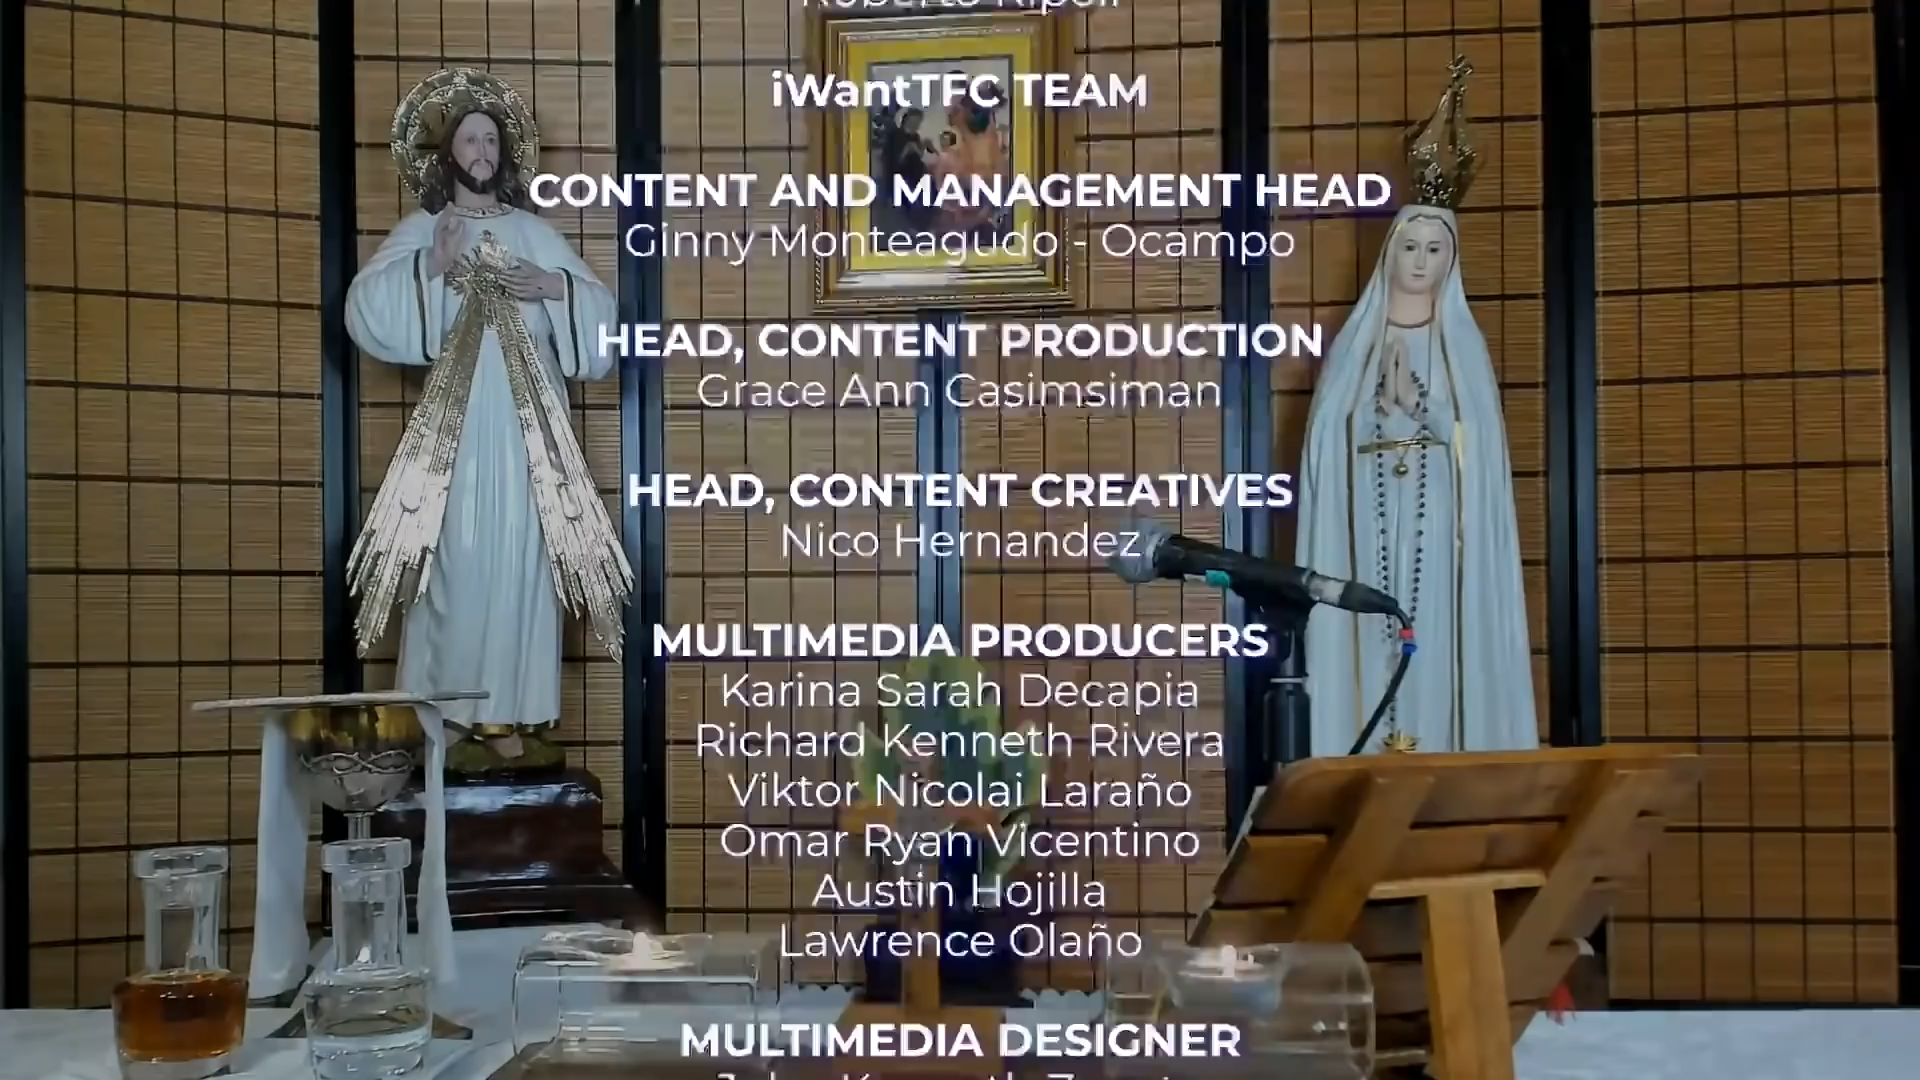 Roberto Ripoll
iWantTFC TEAM
CONTENT AND MANAGEMENT HEAD
Ginny Monteagudo - Ocampo
HEAD, CONTENT PRODUCTION
Grace Ann Casimsiman
HEAD, CONTENT CREATIVES
Nico Hernandez
MULTIMEDIA PRODUCERS
Karina Sarah Decapia
Richard Kenneth Rivera
Viktor Nicolai Laraño
Omar Ryan Vicentino
Austin Hojilla
Lawrence Olaño
MULTIMEDIA DESIGNER